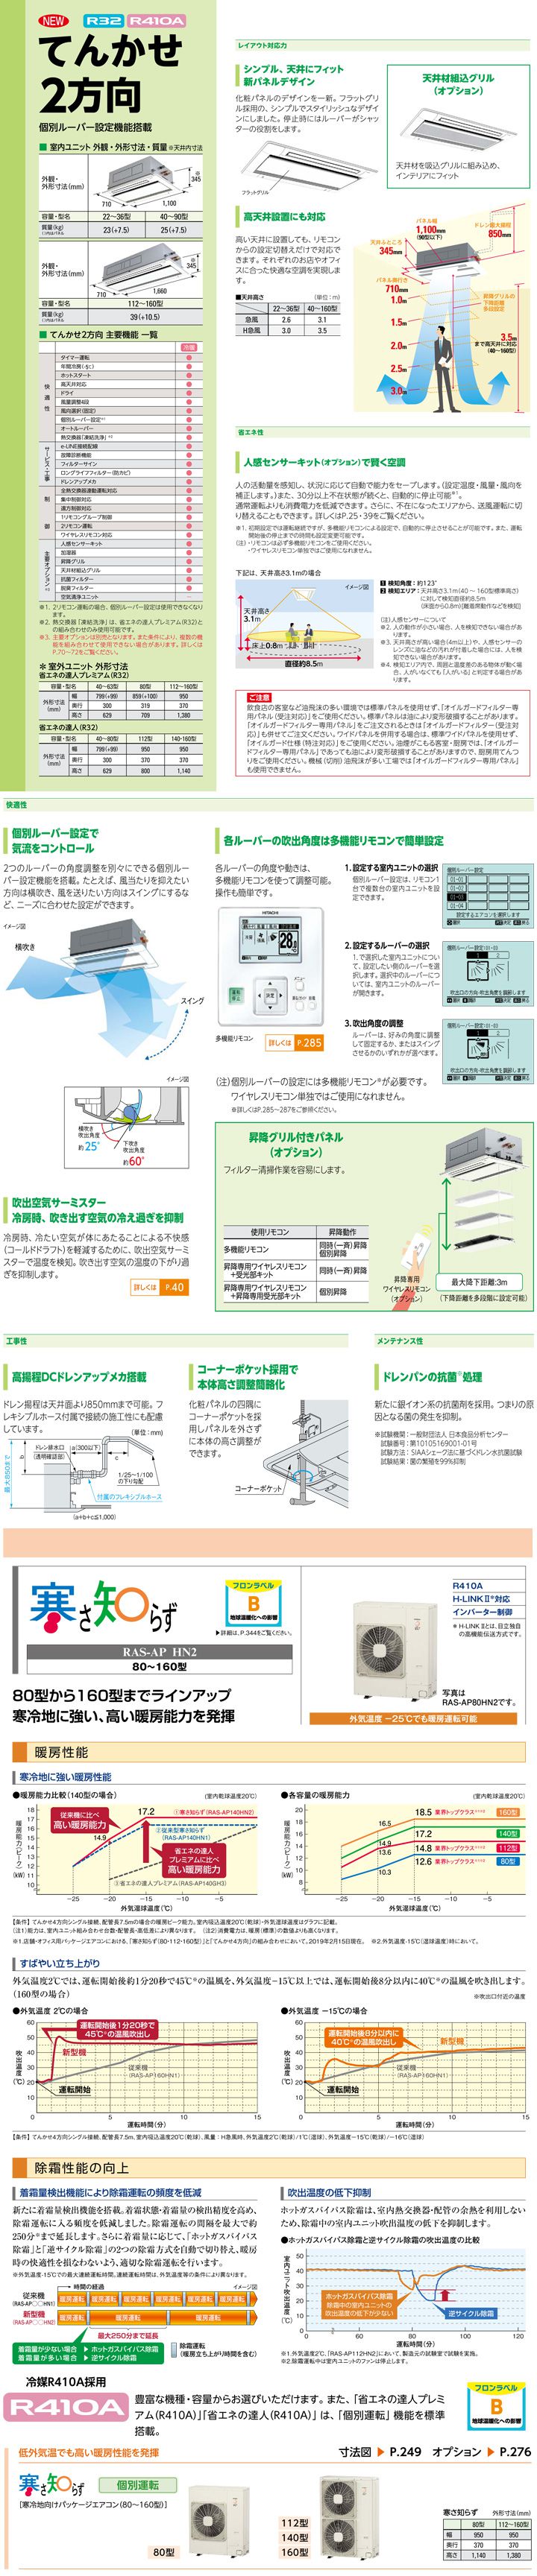 NEW R32 R410A
てんかせ
2方向
個別ルーバー設定機能搭載
■ 室内ユニット 外観・外形寸法・質量 ※天井内寸法
外観・外形寸法(mm)
345
710
1,100
容量・型名 22～36型 40～90型
質量(kg) 23(+7.5) 25(+7.5)
外観・外形寸法(mm)
345
710
1,660
容量・型名 112～160型
質量(kg) 39(+10.5)
■ てんかせ2方向 主要機能 一覧
冷暖
快適性
タイマー運転
年間冷房(-5℃)
ホットスタート
高天井対応
ドライ
風量調整4段
風向選択(固定)
個別ルーバー設定※1
オートルーバー
熱交換器「凍結洗浄」※2
サービス・工事
e-LINE接続配線
故障診断機能
フィルターサイン
ロングライフフィルター(防カビ)
ドレンアップメカ
制御
全熱交換器連動運転対応
集中制御対応
遠方制御対応
1リモコングループ制御
2リモコン運転
ワイヤレスリモコン対応
主要オプション※3
人感センサーキット
加湿器
昇降グリル
天井材組込グリル
抗菌フィルター
脱臭フィルター
空気清浄ユニット －
※1. 2リモコン運転の場合、個別ルーバー設定は使用できなくなります。
※2. 熱交換器「凍結洗浄」は、省エネの達人プレミアム(R32)との組み合わせのみ使用可能です。
※3. 主要オプションは別売となります。また条件により、複数の機能を組み合わせて使用できない場合があります。詳しくはP.70～72をご覧ください。
※ 室外ユニット 外形寸法
省エネの達人プレミアム(R32)
容量・型名 40～63型 80型 112～160型
外形寸法(mm)
幅 799(+99) 859(+99) 950
奥行 300 319 370
高さ 629 709 1,380
省エネの達人(R32)
容量・型名 40～80型 112型 140・160型
外形寸法(mm)
幅 799(+99) 950 950
奥行 300 370 370
高さ 629 800 1,140
レイアウト対応力
シンプル、天井にフィット
新パネルデザイン
化粧パネルのデザインを一新。フラットグリル採用の、シンプルでスタイリッシュなデザインにしました。停止時にはルーバーがシャッターの役割をします。
フラットグリル
天井材組込グリル
(オプション)
天井材を吸込グリルに組み込め、インテリアにフィット
高天井設置にも対応
高い天井に設置しても、リモコンからの設定切替えだけで対応できます。それぞれのお店やオフィスに合った快適な空調を実現します。
■天井高さ (単位:m)
22～36型 40～160型
急風 2.6 3.1
H急風 3.0 3.5
パネル幅
1,100mm
(90型以下)
ドレン最大揚程
850mm
天井ふところ
345mm
パネル奥行き
710mm
1.0m
1.5m
2.0m
2.5m
3.0m
昇降グリルの下降距離多段設定
3.5m
まで高天井に対応
(40～160型)
省エネ性
人感センサーキット(オプション)で賢く空調
人の活動量を感知し、状況に応じて自動で能力をセーブします。(設定温度・風量・風向を補正します。)また、30分以上不在状態が続くと、自動的に停止可能※1。
通常運転よりも消費電力を低減できます。さらに、不在になったエリアから、送風運転に切り替えることもできます。詳しくはP.25・39をご覧ください。
※1. 初期設定では運転継続ですが、多機能リモコンによる設定で、自動的に停止させることが可能です。また、運転開始後の停止までの時間も設定変更可能です。
(注)・リモコンは必ず多機能リモコンをご使用ください。
・ワイヤレスリモコン単独ではご使用になれません。
下記は、天井高さ3.1mの場合
イメージ図
天井高さ
3.1m
床上0.8m
直径約8.5m
1 検知角度:約123°
2 検知エリア:天井高さ3.1m(40～160型標準高さ)に対して検知直径約8.5m
(床面から0.8m)[離着席動作などを検知]
(注)人感センサーについて
※2. 人の動作が小さい場合、人を検知できない場合があります。
※3. 天井高さが高い場合(4m以上)や、人感センサーのレンズに油などの汚れが付着した場合には、人を検知できない場合があります。
※4. 検知エリア内で、周囲と温度差のある物体が動く場合、人がいなくても「人がいる」と判定する場合があります。
ご注意
飲食店の客室など油飛沫の多い環境では標準パネルを使用せず、「オイルガードフィルター専用パネル(受注対応)」をご使用ください。標準パネルは油により変形破損することがあります。「オイルガードフィルター専用パネル」をご注文されるときは「オイルガードフィルター(受注対応)」も併せてご注文ください。ワイドパネルを併用する場合は、標準ワイドパネルを使用せず、「オイルガード仕様(特注対応)」をご使用ください。油煙がこもる客室・厨房では、「オイルガードフィルター専用パネル」であっても油により変形破損することがありますので、厨房用てんつりをご使用ください。機械(切削)油飛沫が多い工場では「オイルガードフィルター専用パネル」も使用できません。
快適性
個別ルーバー設定で
気流をコントロール
2つのルーバーの角度調整を別々にできる個別ルーバー設定機能を搭載。たとえば、風当たりを抑えたい方向は横吹き、風を送りたい方向はスイングにするなど、ニーズに合わせた設定ができます。
イメージ図
横吹き
スイング
イメージ図
横吹き
吹出角度
約25°
下吹き
吹出角度
約60°
各ルーバーの吹出角度は多機能リモコンで簡単設定
各ルーバーの角度や動きは、多機能リモコンを使って調整可能。操作も簡単です。
HITACHI
28.0
多機能リモコン
詳しくは P.285
1. 設定する室内ユニットの選択
個別ルーバー設定は、リモコン1台で複数台の室内ユニットを設定できます。
個別ルーバー設定
01-01
01-02
01-03
01-04
設定するエアコンを選択します
2. 設定するルーバーの選択
1.で選択した室内ユニットについて、設定したい側のルーバーを選択します。選択中のルーバーについては、室内ユニットのルーバーが開きます。
個別ルーバー設定:01-03
吹出口の方向・吹出角度を調節します
3. 吹出角度の調整
ルーバーは、好みの角度に調整して固定するか、またはスイングさせるかのいずれかが選べます。
個別ルーバー設定:01-03
吹出口の方向・吹出角度を調節します
(注)個別ルーバーの設定には多機能リモコン※が必要です。
ワイヤレスリモコン単独ではご使用になれません。
※詳しくはP.285～287をご参照ください。
昇降グリル付きパネル
(オプション)
フィルター清掃作業を容易にします。
使用リモコン 昇降動作
多機能リモコン 同時(一斉)昇降 個別昇降
昇降専用ワイヤレスリモコン+受光部キット 同時(一斉)昇降
昇降専用ワイヤレスリモコン+昇降専用受光部キット 個別昇降
昇降専用
ワイヤレスリモコン
(オプション)
最大降下距離:3m
(下降距離を多段階に設定可能)
吹出空気サーミスター
冷房時、吹き出す空気の冷え過ぎを抑制
冷房時、冷たい空気が体にあたることによる不快感(コールドドラフト)を軽減するために、吹出空気サーミスターで温度を検知。吹き出す空気の温度の下がり過ぎを抑制します。
詳しくは P.40
工事性
高揚程DCドレンアップメカ搭載
ドレン揚程は天井面より850mmまで可能。フレキシブルホース付属で接続の施工性にも配慮しています。
(単位:mm)
ドレン排水口
(透明確認部)
a(300以下)
b
c
最大850まで
1/25～1/100
の下り勾配
付属のフレキシブルホース
(a+b+c≦1,000)
コーナーポケット採用で
本体高さ調整簡略化
化粧パネルの四隅にコーナーポケットを採用しパネルを外さずに本体の高さ調整ができます。
コーナーポケット
メンテナンス性
ドレンパンの抗菌※処理
新たに銀イオン系の抗菌剤を採用。つまりの原因となる菌の発生を抑制。
※試験機関:一般財団法人 日本食品分析センター
試験番号:第10105169001-01号
試験方法:SIAAシェーク法に基づくドレン水抗菌試験
試験結果:菌の繁殖を99%抑制
寒さ知らず
フロンラベル
B
地球温暖化への影響
▶詳細は、P.344をご覧ください。
RAS-AP HN2
80～160型
80型から160型までラインアップ
寒冷地に強い、高い暖房能力を発揮
R410A
H-LINKⅡ※対応
インバーター制御
※ H-LINKⅡとは、日立独自の高機能伝送方式です。
写真は
RAS-AP80HN2です。
外気温度 －25℃でも暖房運転可能
暖房性能
寒冷地に強い暖房性能
●暖房能力比較(140型の場合) (室内乾球温度20℃)
暖房能力(ピーク)(kW)
18
17
16
15
14
13
12
11
10
従来機に比べ
高い暖房能力
17.2
14.9
①寒さ知らず(RAS-AP140HN2)
②従来型寒さ知らず
(RAS-AP140HN1)
省エネの達人
プレミアムに比べ
高い暖房能力
③省エネの達人プレミアム(RAS-AP140GH3)
－25 －20 －15 －10 －5
外気湿球温度(℃)
●各容量の暖房能力 (室内乾球温度20℃)
暖房能力(ピーク)(kW)
20
18
16
14
12
10
8
16.5
14.9
13.6
10.3
18.5 業界トップクラス 160型
17.2 140型
14.8 業界トップクラス 112型
12.6 業界トップクラス 80型
－25 －20 －15 －10 －5
外気湿球温度(℃)
【条件】てんかせ4方向シングル接続、配管長7.5mの場合の暖房ピーク能力。室内吸込温度20℃(乾球)・外気温球温度はグラフに記載。
(注1)能力は、室内ユニット組み合わせ台数・配管長・高低差により異なります。 (注2)消費電力は、暖房(標準)の数値よりも高くなります。
※1.店舗・オフィス用パッケージエアコンにおける、「寒さ知らず(80・112・160型)」と「てんかせ4方向」の組み合わせにおいて。2019年2月15日現在。 ※2.外気温度-15℃(湿球温度)時において。
すばやい立ち上がり
外気温度2℃では、運転開始後約1分20秒で45℃※の温風を、外気温度－15℃以上では、運転開始後8分以内に40℃※の温風を吹き出します。(160型の場合)
※吹出口付近の温度
●外気温度 2℃の場合
吹出温度(℃)
60
50
40
30
20
10
運転開始後1分20秒で
45℃※の温風吹出し
新型機
従来機
(RAS-AP160HN1)
運転開始
0 5 10 15
運転時間(分)
●外気温度 －15℃の場合
吹出温度(℃)
60
50
40
30
20
10
運転開始後8分以内に
40℃※の温風吹出し
新型機
従来機
(RAS-AP160HN1)
運転開始
0 5 10 15
運転時間(分)
【条件】てんかせ4方向シングル接続、配管長7.5m、室内吸込温度20℃(乾球)、風量:H急風時、外気温度2℃(乾球)/1℃(湿球)、外気温度－15℃(乾球)/－16℃(湿球)
除霜性能の向上
着霜量検出機能により除霜運転の頻度を低減
新たに着霜量検出機能を搭載。着霜状態・着霜量の検出精度を高め、除霜運転に入る頻度を低減しました。除霜運転の間隔を最大で約250分※まで延長します。さらに着霜量に応じて、「ホットガスバイパス除霜」と「逆サイクル除霜」の2つの除霜方式を自動で切り替え、暖房時の快適性を損なわないよう、適切な除霜運転を行います。
※外気温度-15℃での最大連続運転時間。連続運転時間は、外気温度等の条件により異なります。
時間の経過
イメージ図
従来機
(RAS-AP○○HN1)
暖房運転 暖房運転 暖房運転 暖房運転 暖房運転 暖房運転
新型機
(RAS-AP○○HN2)
暖房運転 暖房運転 暖房運転
最大250分まで延長
着霜量が少ない場合 ▶ ホットガスバイパス除霜
着霜量が多い場合 ▶ 逆サイクル除霜
除霜運転
(暖房立ち上がり時間を含む)
吹出温度の低下抑制
ホットガスバイパス除霜は、室内熱交換器・配管の余熱を利用しないため、除霜中の室内ユニット吹出温度の低下を抑制します。
●ホットガスバイパス除霜と逆サイクル除霜の吹出温度の比較
室内ユニット吹出温度(℃)
50
40
30
20
10
0
ホットガスバイパス除霜
除霜中の室内ユニットの
吹出温度の低下が少ない
逆サイクル除霜
0 60 80 100 120
運転時間(分)
※1.外気温度2℃、「RAS-AP112HN2」において、製造元の試験室で試験を実施。
※2.除霜運転中は室内ユニットのファンは停止します。
冷媒R410A採用
R410A
豊富な機種・容量からお選びいただけます。また、「省エネの達人プレミアム(R410A)」「省エネの達人(R410A)」は、「個別運転」機能を標準搭載。
フロンラベル
B
地球温暖化への影響
低外気温でも高い暖房性能を発揮
寸法図 ▶ P.249 オプション ▶ P.276
寒さ知らず
個別運転
【寒冷地向けパッケージエアコン(80～160型)】
80型
112型
140型
160型
寒さ知らず 外形寸法(mm)
80型 112～160型
幅 950 950
奥行 370 370
高さ 1,140 1,380